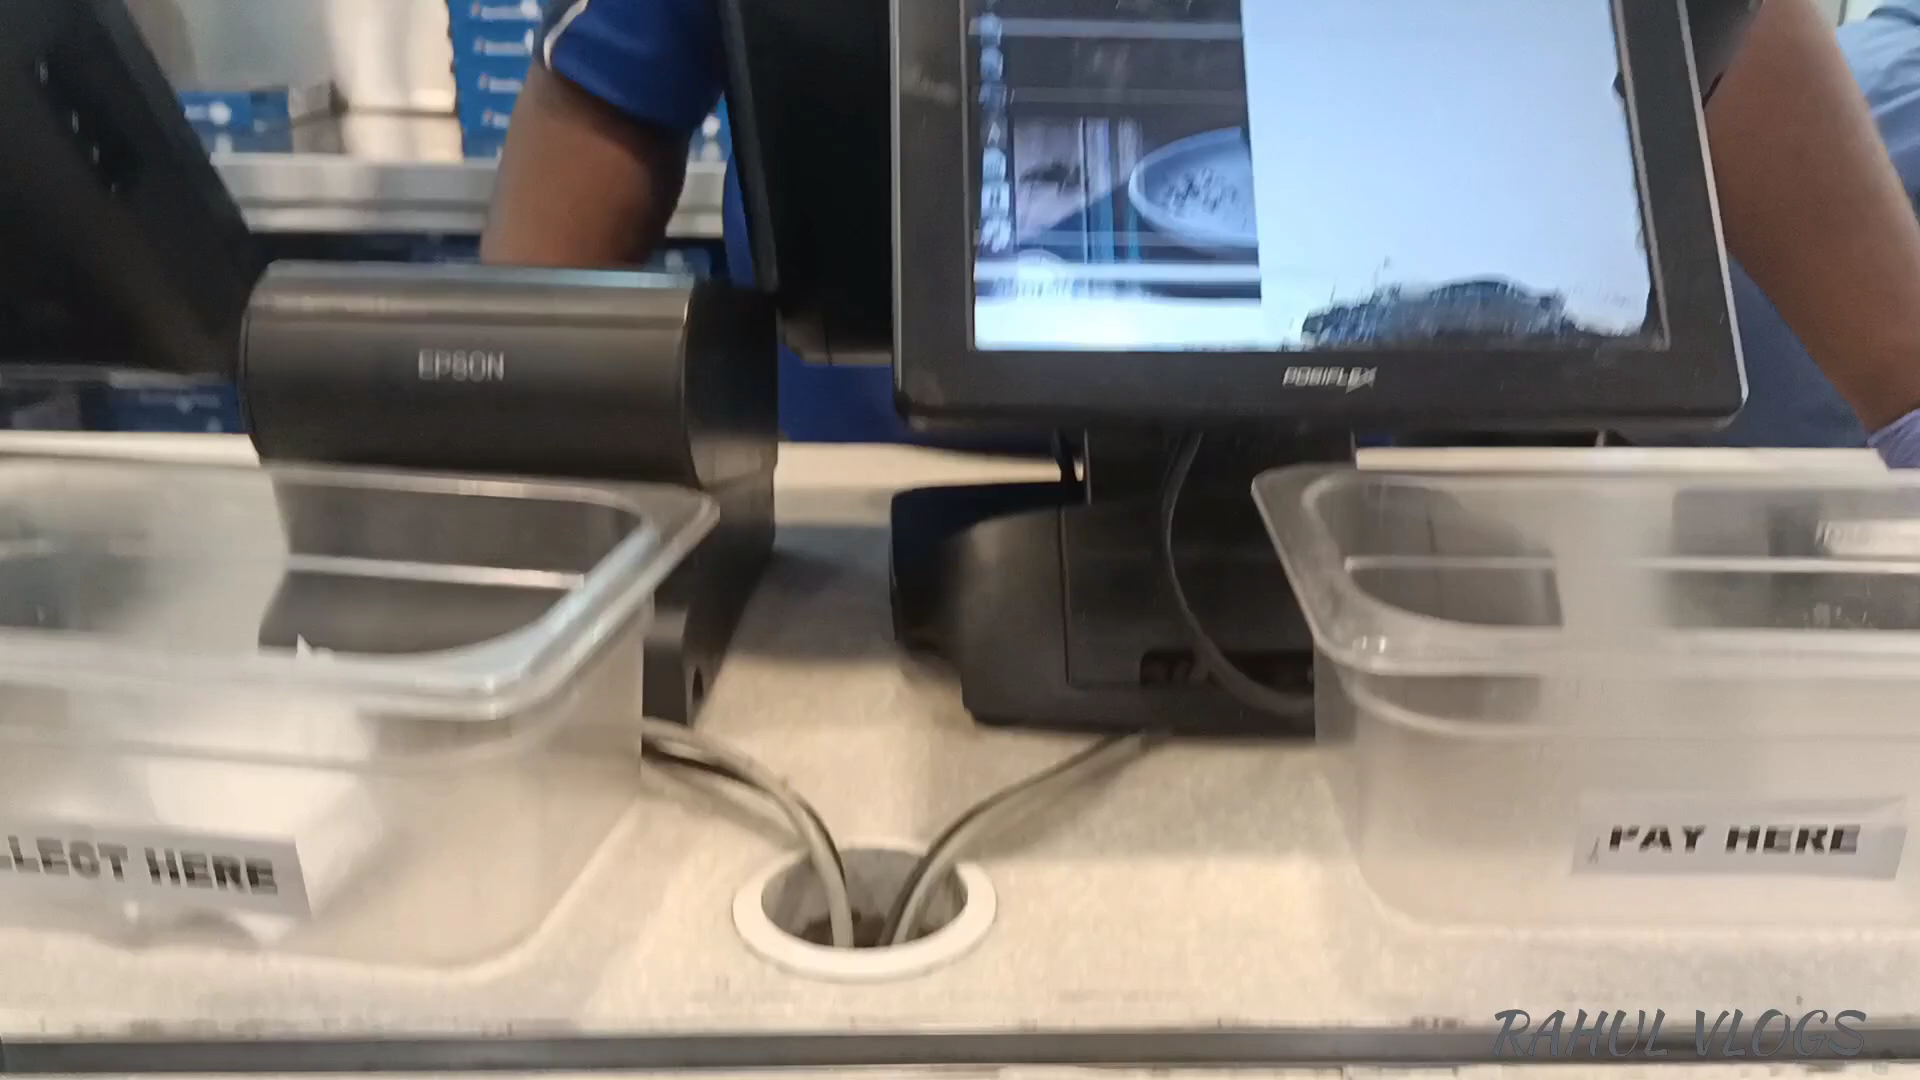 EPSON
POSIFLEX
LLECT HERE
PAY HERE
RAHUL VLOGS